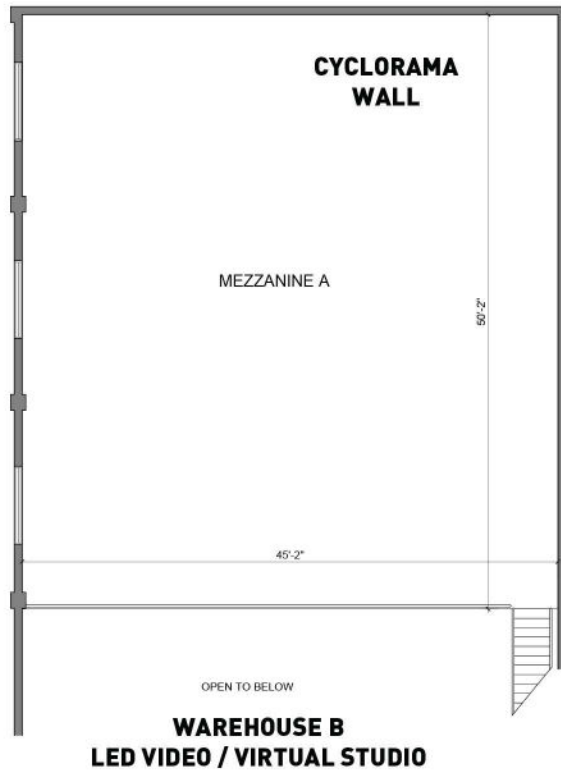 CYCLORAMA
WALL
MEZZANINE A
50'-2"
45'-2"
OPEN TO BELOW
WAREHOUSE B
LED VIDEO / VIRTUAL STUDIO